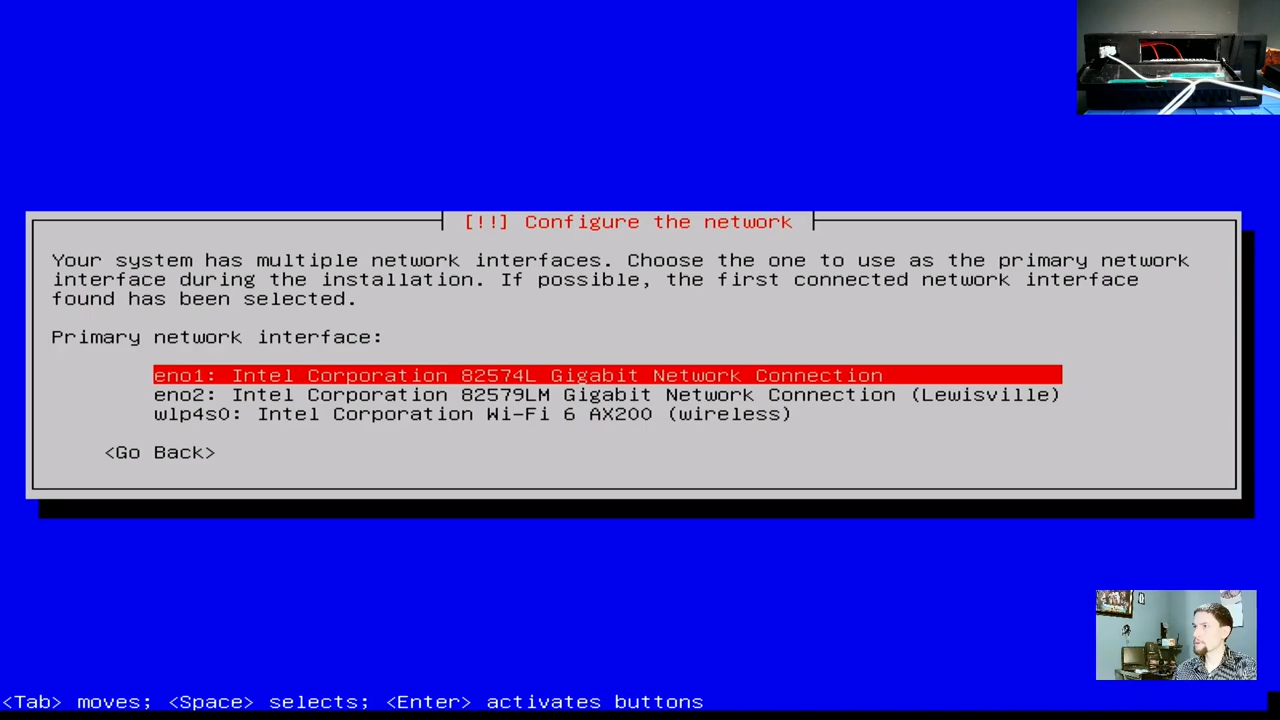 [!!] Configure the network
Your system has multiple network interfaces. Choose the one to use as the primary network
interface during the installation. If possible, the first connected network interface
found has been selected.
Primary network interface:
eno1: Intel Corporation 82574L Gigabit Network Connection
eno2: Intel Corporation 82579LM Gigabit Network Connection (Lewisville)
wlp4s0: Intel Corporation Wi-Fi 6 AX200 (wireless)
<Go Back>
<Tab> moves; <Space> selects; <Enter> activates buttons